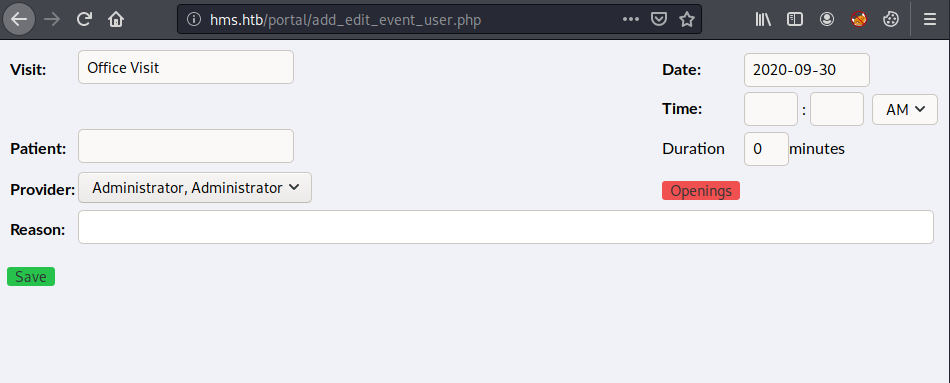 hms.htb/portal/add_edit_event_user.php
Visit: Office Visit Date: 2020-09-30
Time: : AM
Patient: Duration 0 minutes
Provider: Administrator, Administrator Openings
Reason:
Save